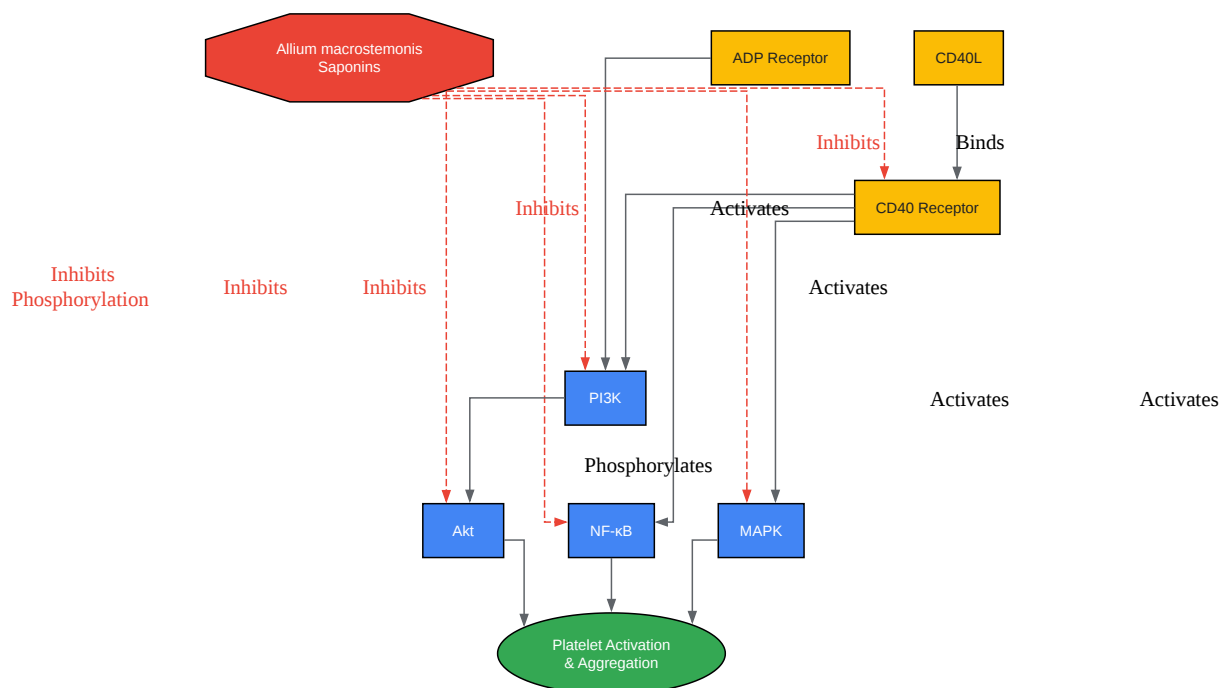 Allium macrostemonis
Saponins
ADP Receptor
CD40L
Inhibits
Binds
Inhibits
Activates
CD40 Receptor
Inhibits
Phosphorylation
Inhibits
Inhibits
Activates
PI3K
Activates
Activates
Phosphorylates
Akt
NF-κB
MAPK
Platelet Activation
& Aggregation